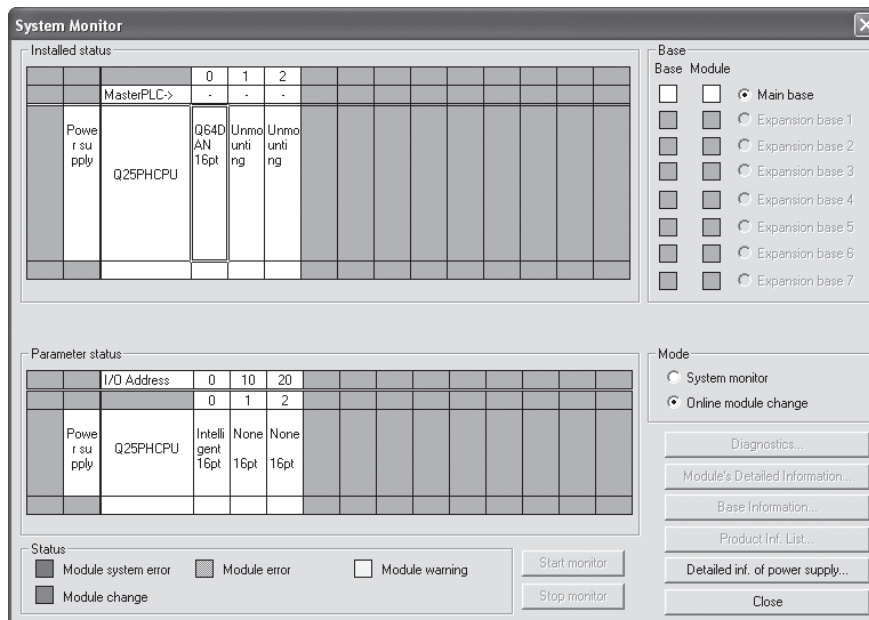 System Monitor
Installed status
0 1 2
MasterPLC-> - - -
Powe
r su
pply
Q25PHCPU
Q64D
AN
16pt
Unmo
unti
ng
Unmo
unti
ng
Base
Base Module
Main base
Expansion base 1
Expansion base 2
Expansion base 3
Expansion base 4
Expansion base 5
Expansion base 6
Expansion base 7
Parameter status
I/O Address 0 10 20
0 1 2
Powe
r su
pply
Q25PHCPU
Intelli
gent
16pt
None
16pt
None
16pt
Mode
System monitor
Online module change
Diagnostics...
Module's Detailed Information...
Base Information...
Product Inf. List...
Detailed inf. of power supply...
Close
Status
Module system error Module error Module warning
Module change
Start monitor
Stop monitor